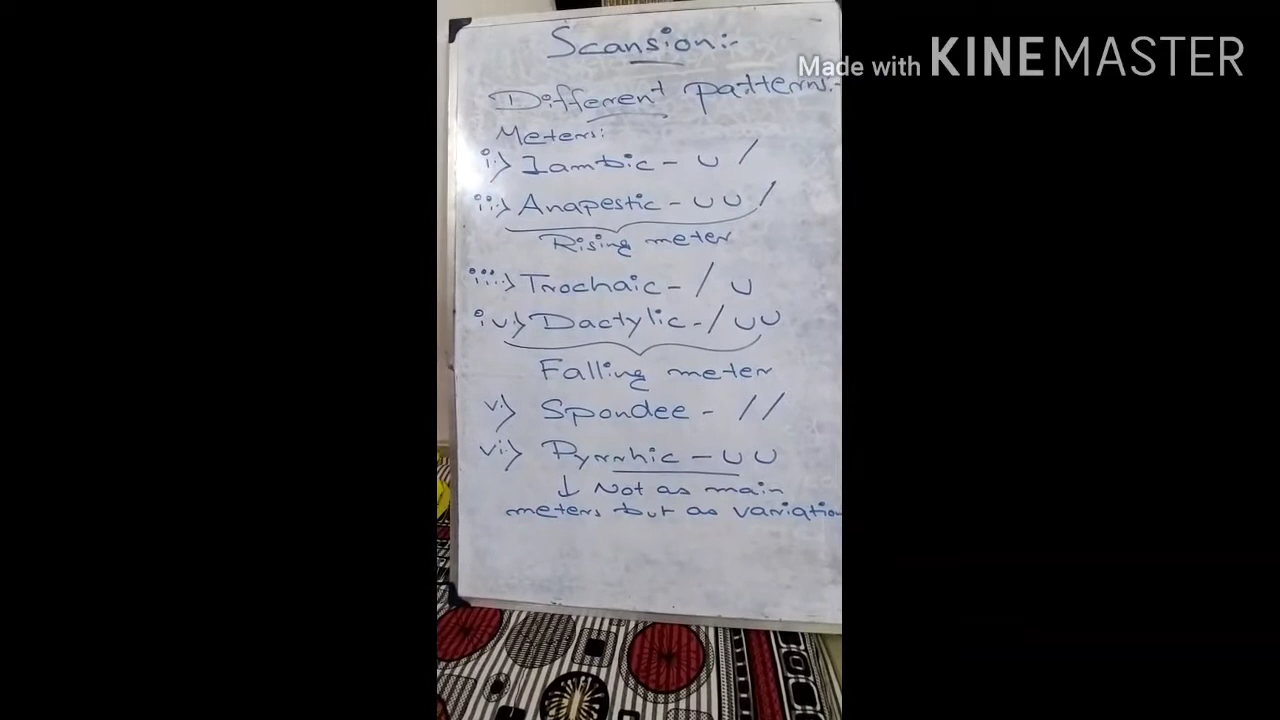 Scansion:-
Made with KINEMASTER
Different patterns:-
Meters:
i.) Iambic - ∪ /
ii.) Anapestic - ∪∪ /
Rising meter
iii.) Trochaic - / ∪
iv.) Dactylic - / ∪∪
Falling meter
v.) Spondee - //
vi.) Pyrrhic - ∪∪
↓ Not as main
meters but as variation